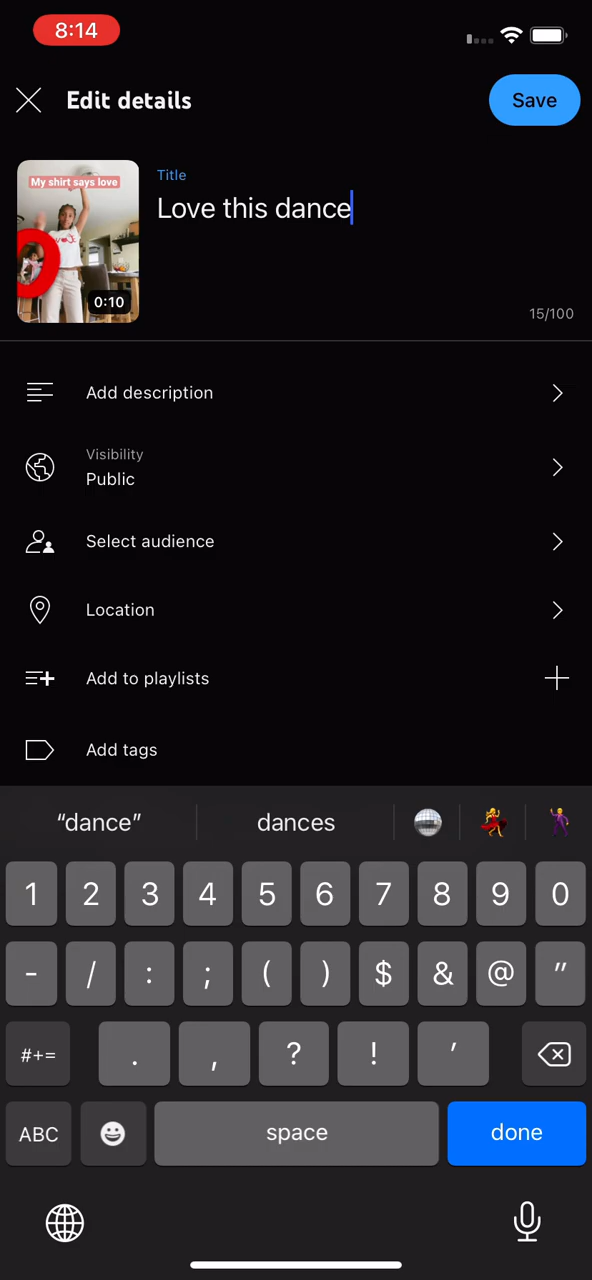 8:14
Edit details
Save
My shirt says love
0:10
Title
Love this dance
15/100
Add description
Visibility
Public
Select audience
Location
Add to playlists
Add tags
“dance”
dances
1 2 3 4 5 6 7 8 9 0
- / : ; ( ) $ & @ "
#+= . , ? ! '
ABC space done